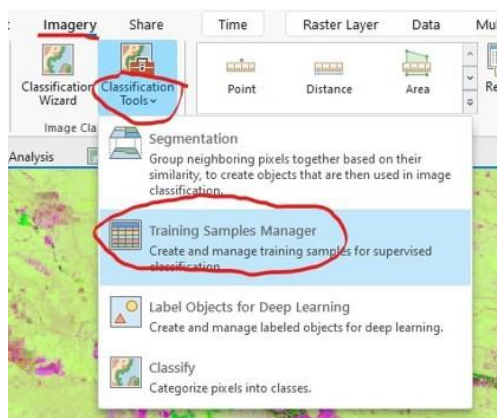 Imagery Share Time Raster Layer Data
Classification Wizard
Classification Tools
Point Distance Area
Image Cla
Analysis
Segmentation
Group neighboring pixels together based on their
similarity, to create objects that are then used in image
classification.
Training Samples Manager
Create and manage training samples for supervised
classification.
Label Objects for Deep Learning
Create and manage labeled objects for deep learning.
Classify
Categorize pixels into classes.